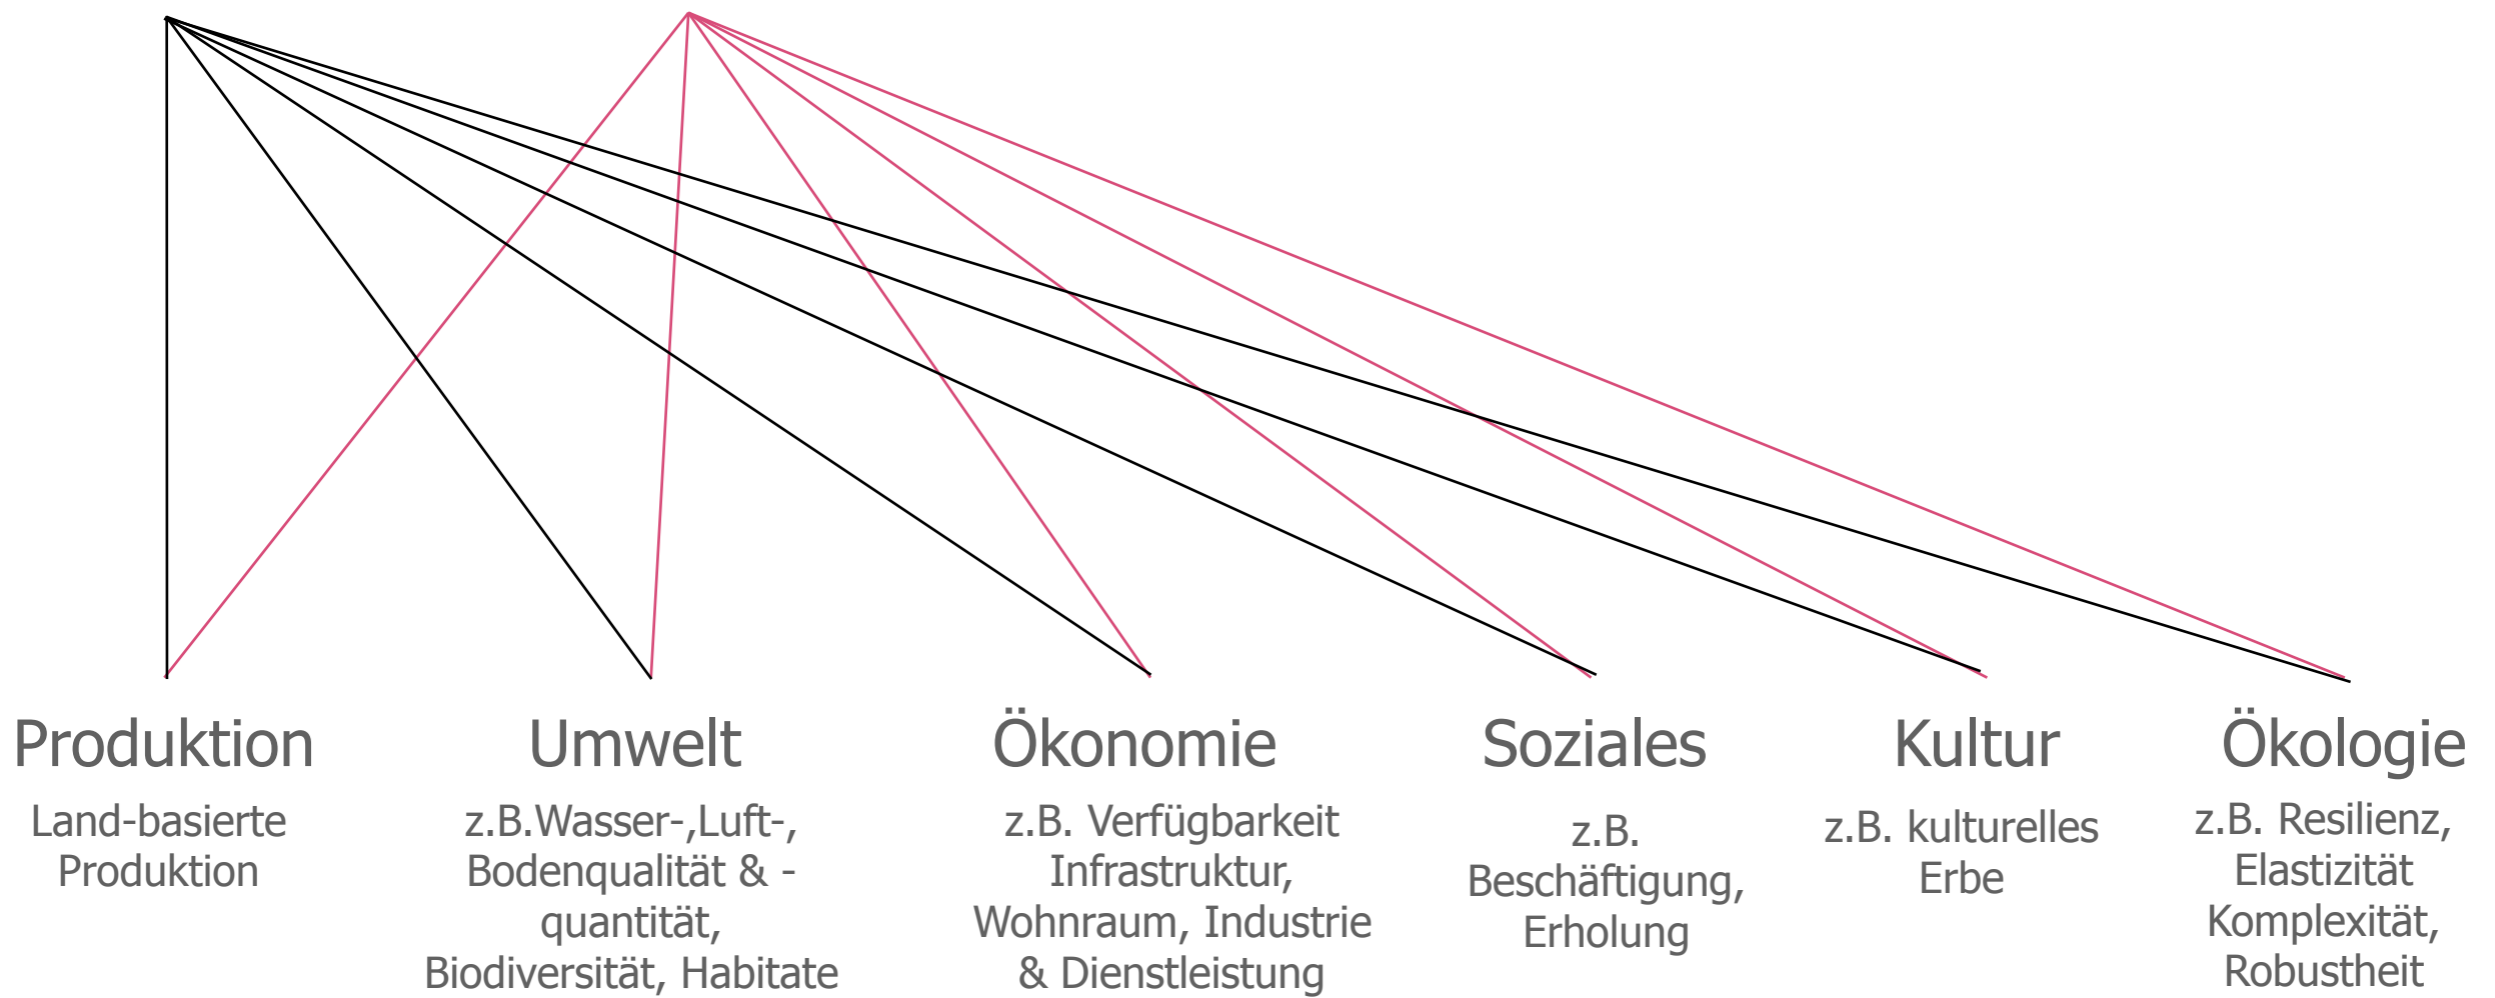 Produktion
Land-basierte
Produktion
Umwelt
z.B.Wasser-,Luft-,
Bodenqualität & -
quantität,
Biodiversität, Habitate
Ökonomie
z.B. Verfügbarkeit
Infrastruktur,
Wohnraum, Industrie
& Dienstleistung
Soziales
z.B.
Beschäftigung,
Erholung
Kultur
z.B. kulturelles
Erbe
Ökologie
z.B. Resilienz,
Elastizität
Komplexität,
Robustheit